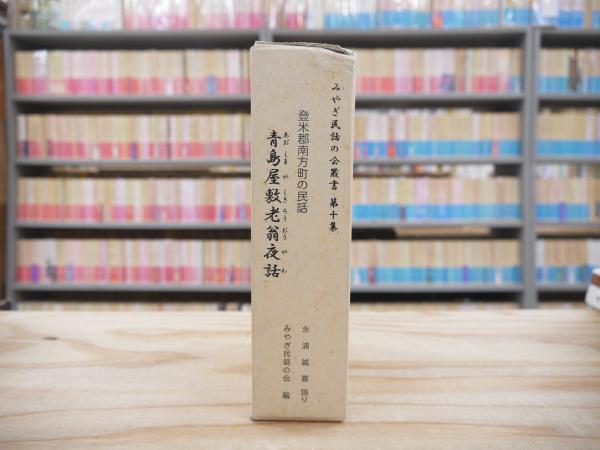 みやぎ民話の会叢書 第十集
登米郡南方町の民話
青島屋敷老翁夜話
あおしまやしきろうおうやわ
永浦誠喜 語り
みやぎ民話の会 編